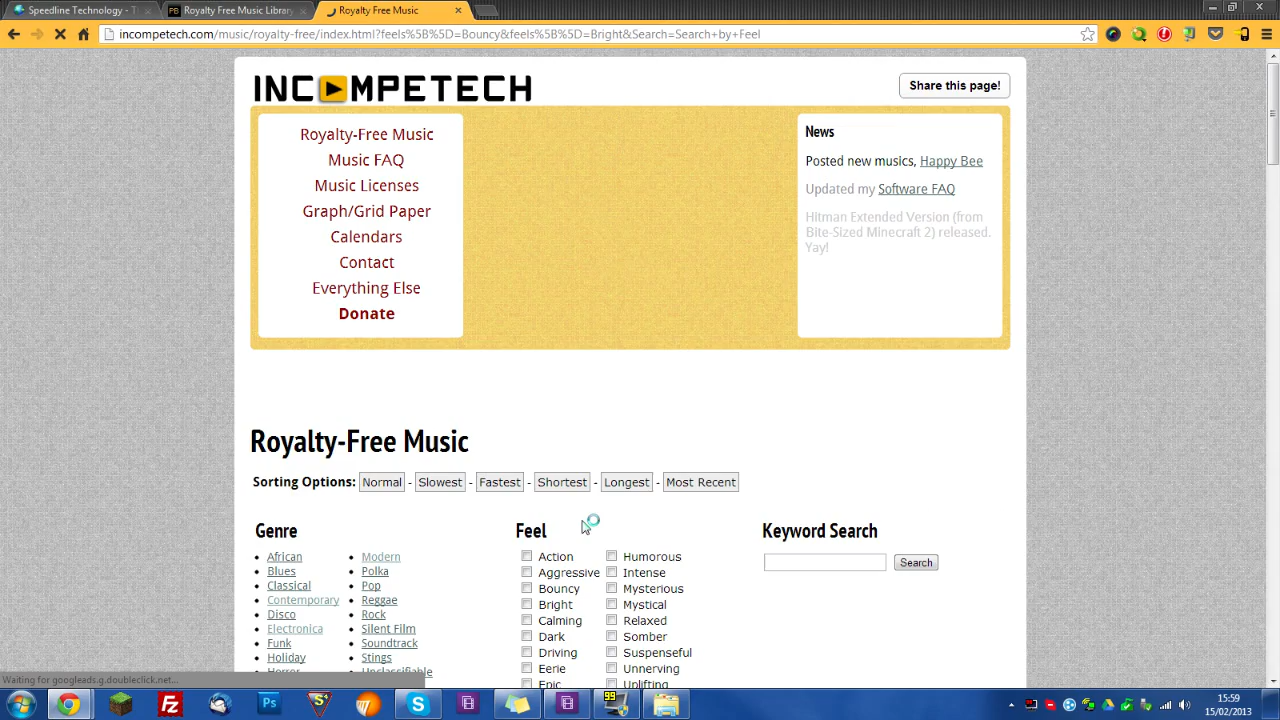 Speedline Technology - Tu
Royalty Free Music Library
Royalty Free Music
incompetech.com/music/royalty-free/index.html?feels%5B%5D=Bouncy&feels%5B%5D=Bright&Search=Search+by+Feel
INCOMPETECH
Share this page!
Royalty-Free Music
Music FAQ
Music Licenses
Graph/Grid Paper
Calendars
Contact
Everything Else
Donate
News
Posted new musics, Happy Bee
Updated my Software FAQ
Hitman Extended Version (from
Bite-Sized Minecraft 2) released.
Yay!
Royalty-Free Music
Sorting Options: Normal - Slowest - Fastest - Shortest - Longest - Most Recent
Genre
African
Blues
Classical
Contemporary
Disco
Electronica
Funk
Holiday
Horror
Modern
Polka
Pop
Reggae
Rock
Silent Film
Soundtrack
Stings
Unclassifiable
Feel
Action
Aggressive
Bouncy
Bright
Calming
Dark
Driving
Eerie
Epic
Humorous
Intense
Mysterious
Mystical
Relaxed
Somber
Suspenseful
Unnerving
Uplifting
Keyword Search
Search
Waiting for googleads.g.doubleclick.net...
99
15:59
15/02/2013